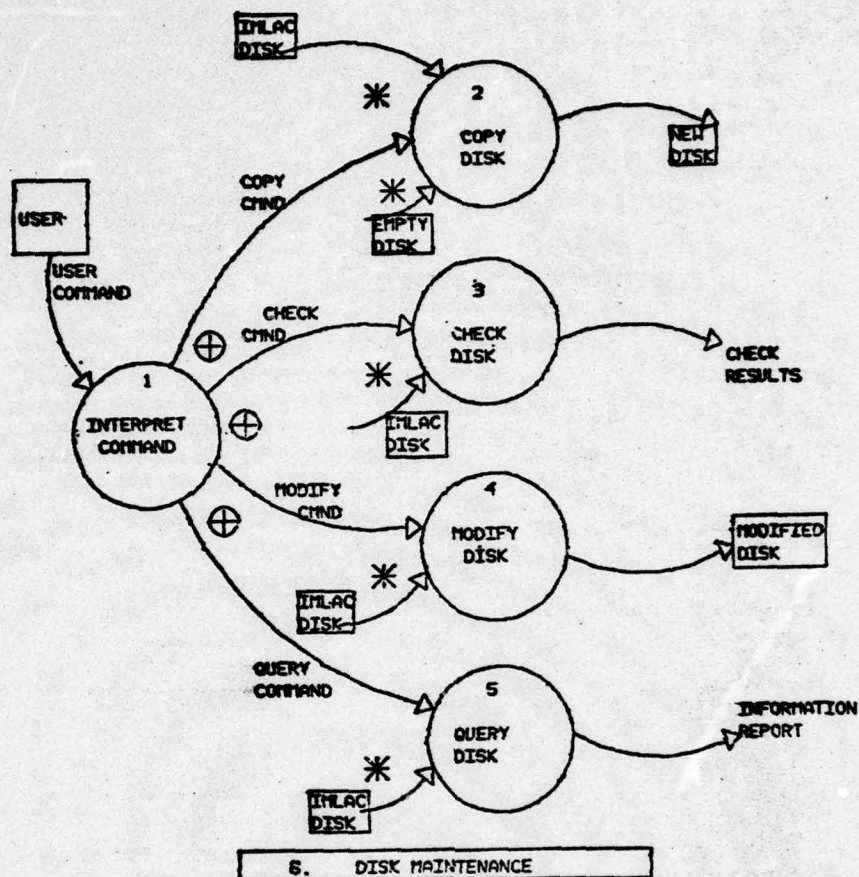 IMLAC
DISK
2
COPY
DISK
NEW
DISK
COPY
CMND
EMPTY
DISK
USER
USER
COMMAND
3
CHECK
DISK
CHECK
CMND
CHECK
RESULTS
1
INTERPRET
COMMAND
IMLAC
DISK
4
MODIFY
DISK
MODIFY
CMND
MODIFIED
DISK
IMLAC
DISK
QUERY
COMMAND
5
QUERY
DISK
INFORMATION
REPORT
IMLAC
DISK
6. DISK MAINTENANCE